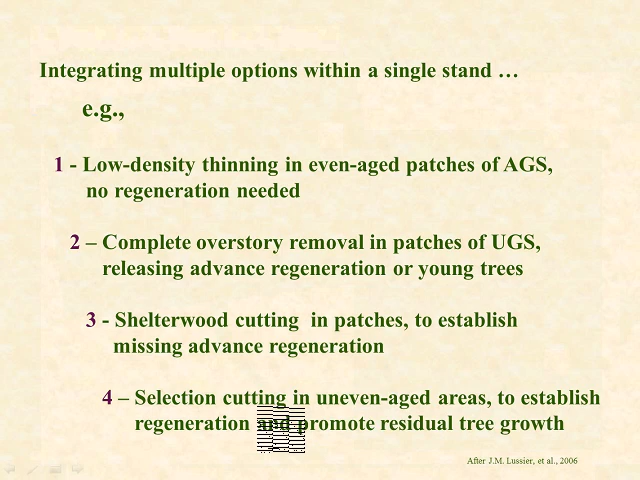 Integrating multiple options within a single stand …
e.g.,
1 - Low-density thinning in even-aged patches of AGS,
no regeneration needed
2 – Complete overstory removal in patches of UGS,
releasing advance regeneration or young trees
3 - Shelterwood cutting in patches, to establish
missing advance regeneration
4 – Selection cutting in uneven-aged areas, to establish
regeneration and promote residual tree growth
After J.M. Lussier, et al., 2006